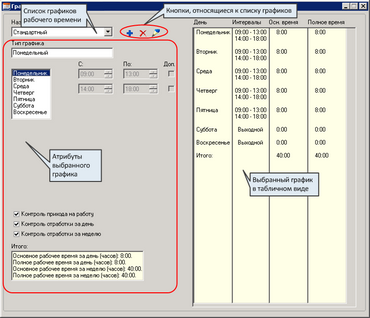 Список графиков
рабочего времени
Кнопки, относящиеся к списку графиков
Стандартный
Тип графика
Стандартный
Понедельник
Вторник
Среда
Четверг
Пятница
Суббота
Воскресенье
С: По: Доп.
09:00 13:00
14:00 18:00
Атрибуты
выбранного
графика
Контроль прихода на работу
Контроль отработки за день
Контроль отработки за неделю
Итого:
Основное рабочее время за день (часов): 8:00.
Полное рабочее время за день (часов): 8:00.
Основное рабочее время за неделю (часов): 40:00.
Полное рабочее время за неделю (часов): 40:00.
День Интервалы Осн. время Полное время
Понедельник 09:00 - 13:00 8:00 8:00
14:00 - 18:00
Вторник 09:00 - 13:00 8:00 8:00
14:00 - 18:00
Среда 09:00 - 13:00 8:00 8:00
14:00 - 18:00
Четверг 09:00 - 13:00 8:00 8:00
14:00 - 18:00
Пятница 09:00 - 13:00 8:00 8:00
14:00 - 18:00
Суббота Выходной 0:00 0:00
Воскресенье Выходной 0:00 0:00
Итого: 40:00 40:00
Выбранный график
в табличном виде